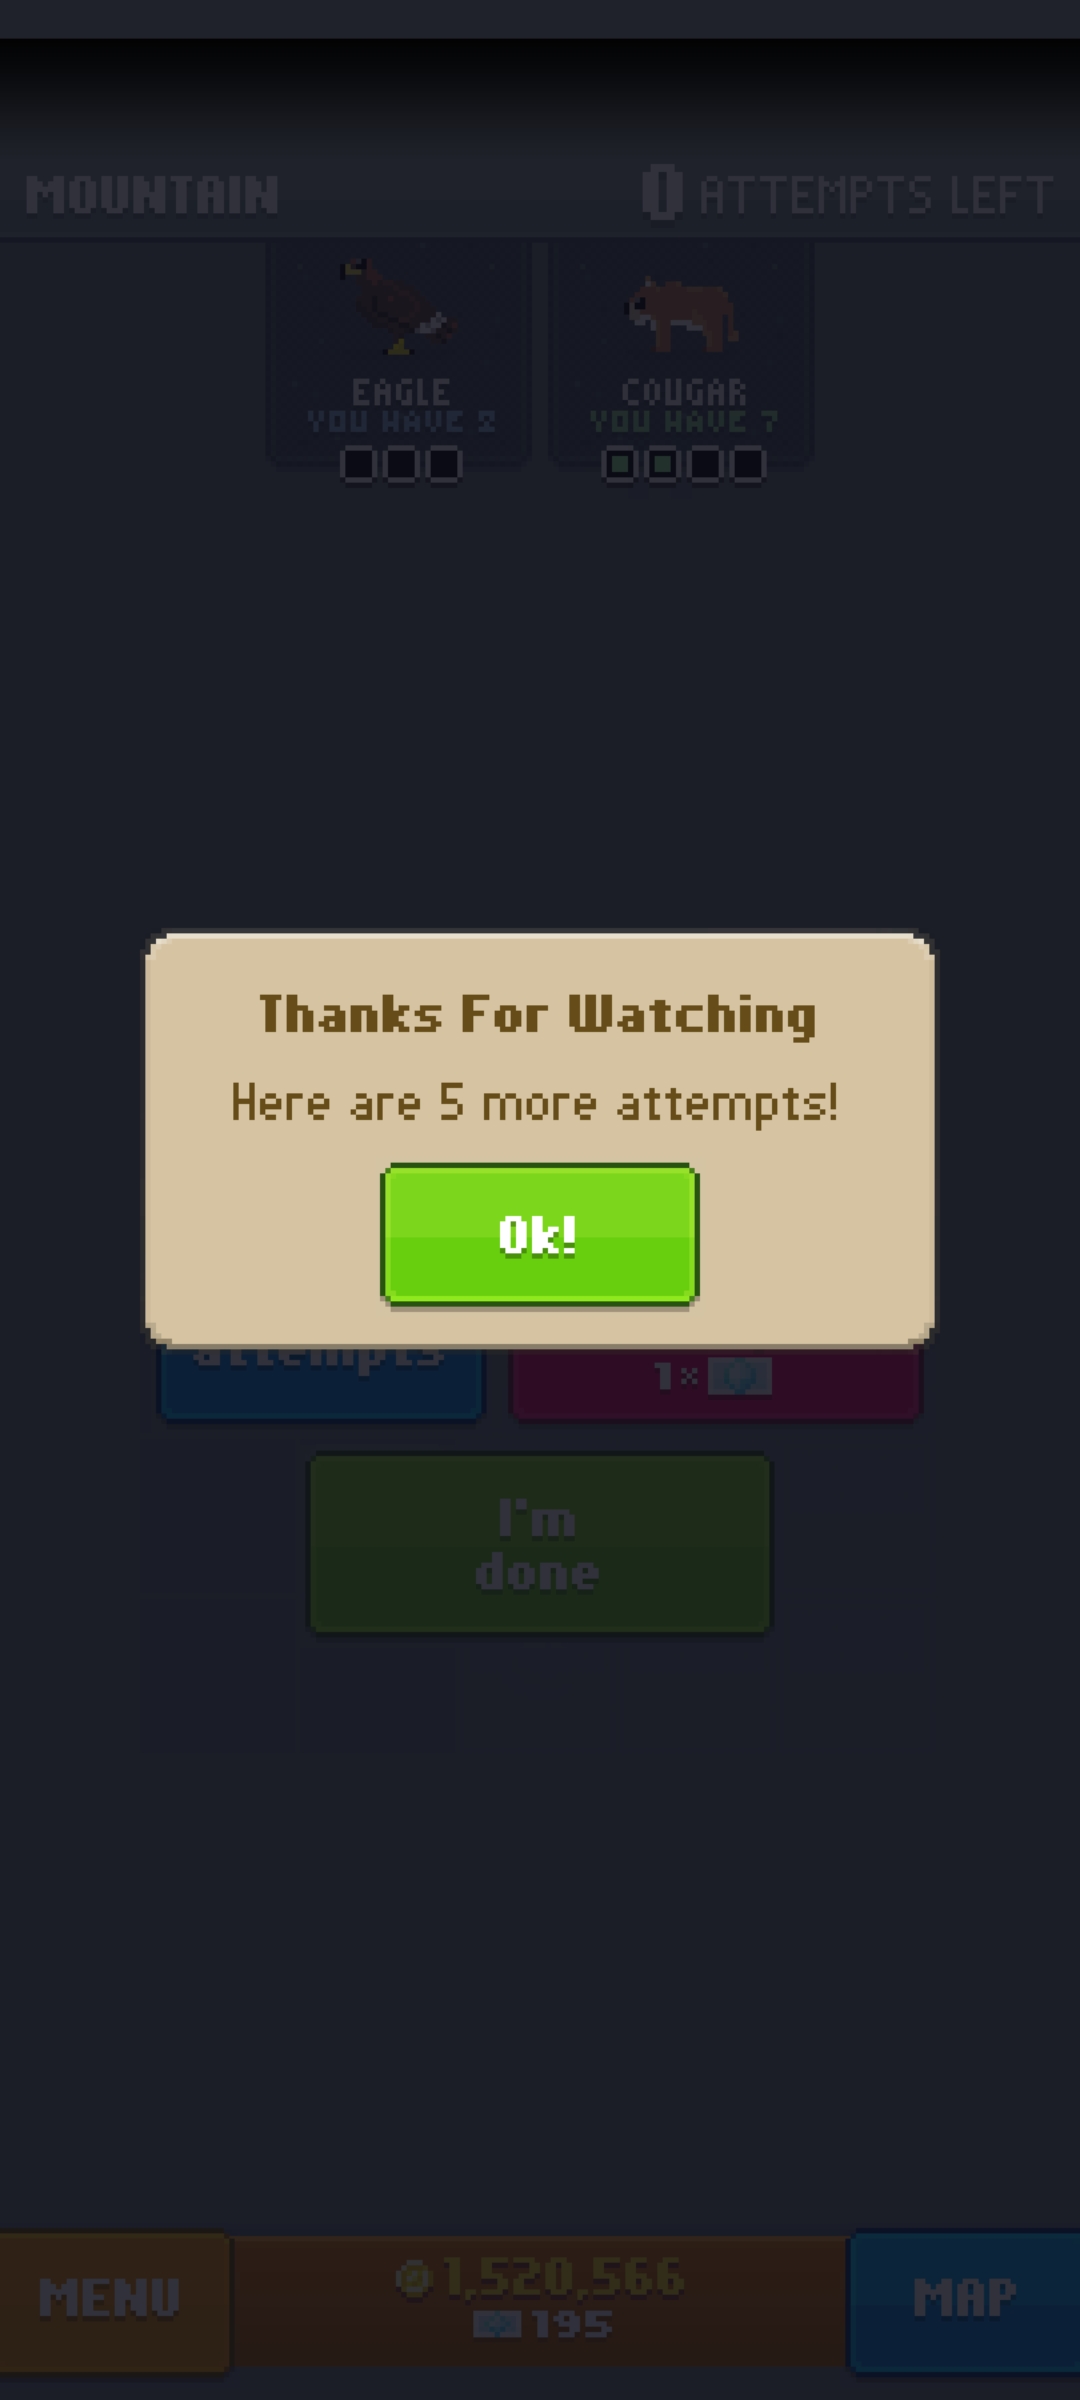 MOUNTAIN
0 ATTEMPTS LEFT
EAGLE
YOU HAVE 2
COUGAR
YOU HAVE 7
Thanks For Watching
Here are 5 more attempts!
Ok!
attempts
1×
I'm
done
MENU
1,520,566
195
MAP